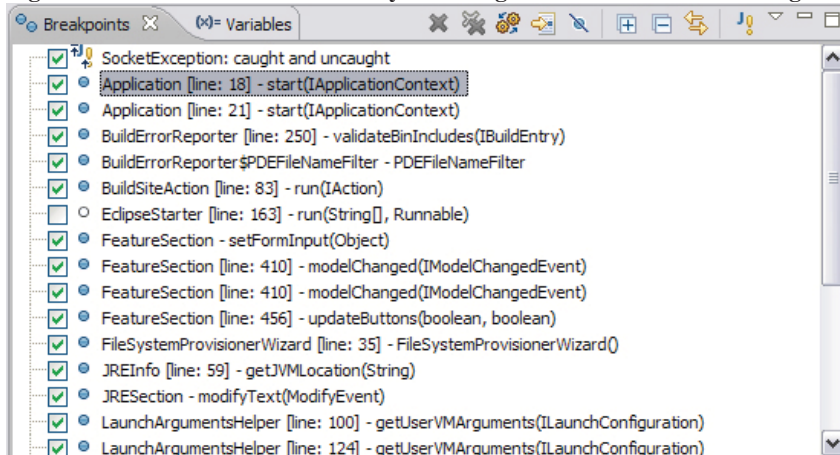 Breakpoints (x)= Variables
SocketException: caught and uncaught
Application [line: 18] - start(IApplicationContext)
Application [line: 21] - start(IApplicationContext)
BuildErrorReporter [line: 250] - validateBinIncludes(IBuildEntry)
BuildErrorReporter$PDEFileNameFilter - PDEFileNameFilter
BuildSiteAction [line: 83] - run(IAction)
EclipseStarter [line: 163] - run(String[], Runnable)
FeatureSection - setFormInput(Object)
FeatureSection [line: 410] - modelChanged(IModelChangedEvent)
FeatureSection [line: 410] - modelChanged(IModelChangedEvent)
FeatureSection [line: 456] - updateButtons(boolean, boolean)
FileSystemProvisionerWizard [line: 35] - FileSystemProvisionerWizard()
JREInfo [line: 59] - getJVMLocation(String)
JRESection - modifyText(ModifyEvent)
LaunchArgumentsHelper [line: 100] - getUserVMArguments(ILaunchConfiguration)
LaunchArgumentsHelper [line: 124] - getUserVMArguments(ILaunchConfiguration)